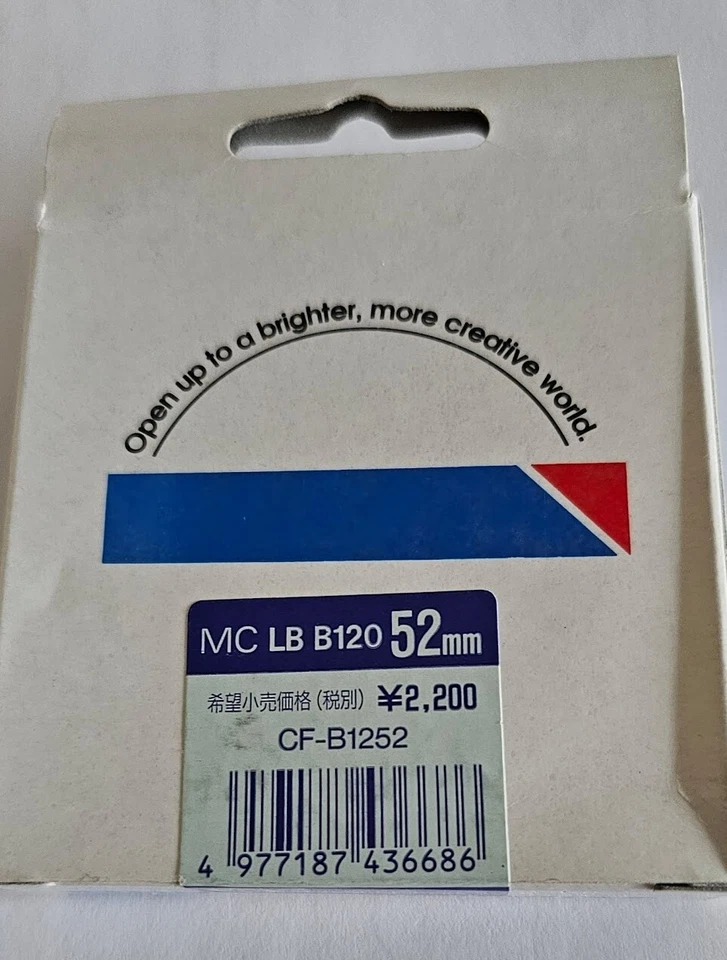 Open up to a brighter, more creative world.
MC LB B120 52mm
希望小売価格(税別) ¥2,200
CF-B1252
4 977187 436686